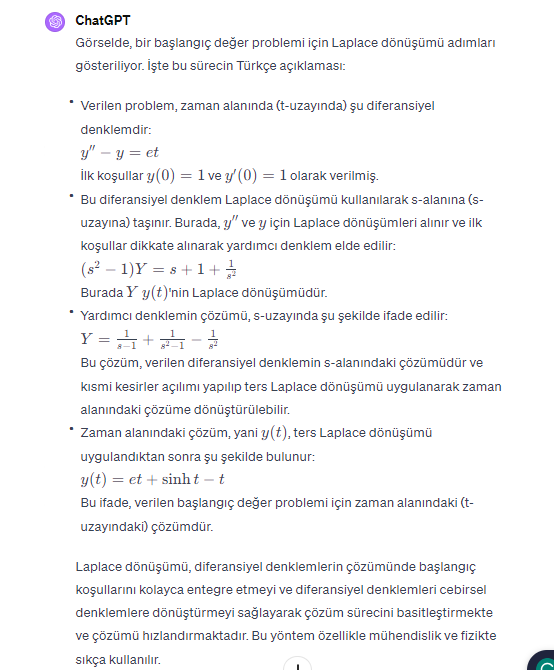 ChatGPT
Görselde, bir başlangıç değer problemi için Laplace dönüşümü adımları
gösteriliyor. İşte bu sürecin Türkçe açıklaması:
• Verilen problem, zaman alanında (t-uzayında) şu diferansiyel
denklemdir:
y′′ − y = et
İlk koşullar y(0) = 1 ve y′(0) = 1 olarak verilmiş.
• Bu diferansiyel denklem Laplace dönüşümü kullanılarak s-alanına (s-
uzayına) taşınır. Burada, y′′ ve y için Laplace dönüşümleri alınır ve ilk
koşullar dikkate alınarak yardımcı denklem elde edilir:
(s² − 1)Y = s + 1 + 1/s²
Burada Y y(t)'nin Laplace dönüşümüdür.
• Yardımcı denklemin çözümü, s-uzayında şu şekilde ifade edilir:
Y = 1/(s−1) + 1/(s²−1) − 1/s²
Bu çözüm, verilen diferansiyel denklemin s-alanındaki çözümüdür ve
kısmi kesirler açılımı yapılıp ters Laplace dönüşümü uygulanarak zaman
alanındaki çözüme dönüştürülebilir.
• Zaman alanındaki çözüm, yani y(t), ters Laplace dönüşümü
uygulandıktan sonra şu şekilde bulunur:
y(t) = et + sinh t − t
Bu ifade, verilen başlangıç değer problemi için zaman alanındaki (t-
uzayındaki) çözümdür.
Laplace dönüşümü, diferansiyel denklemlerin çözümünde başlangıç
koşullarını kolayca entegre etmeyi ve diferansiyel denklemleri cebirsel
denklemlere dönüştürmeyi sağlayarak çözüm sürecini basitleştirmekte
ve çözümü hızlandırmaktadır. Bu yöntem özellikle mühendislik ve fizikte
sıkça kullanılır.